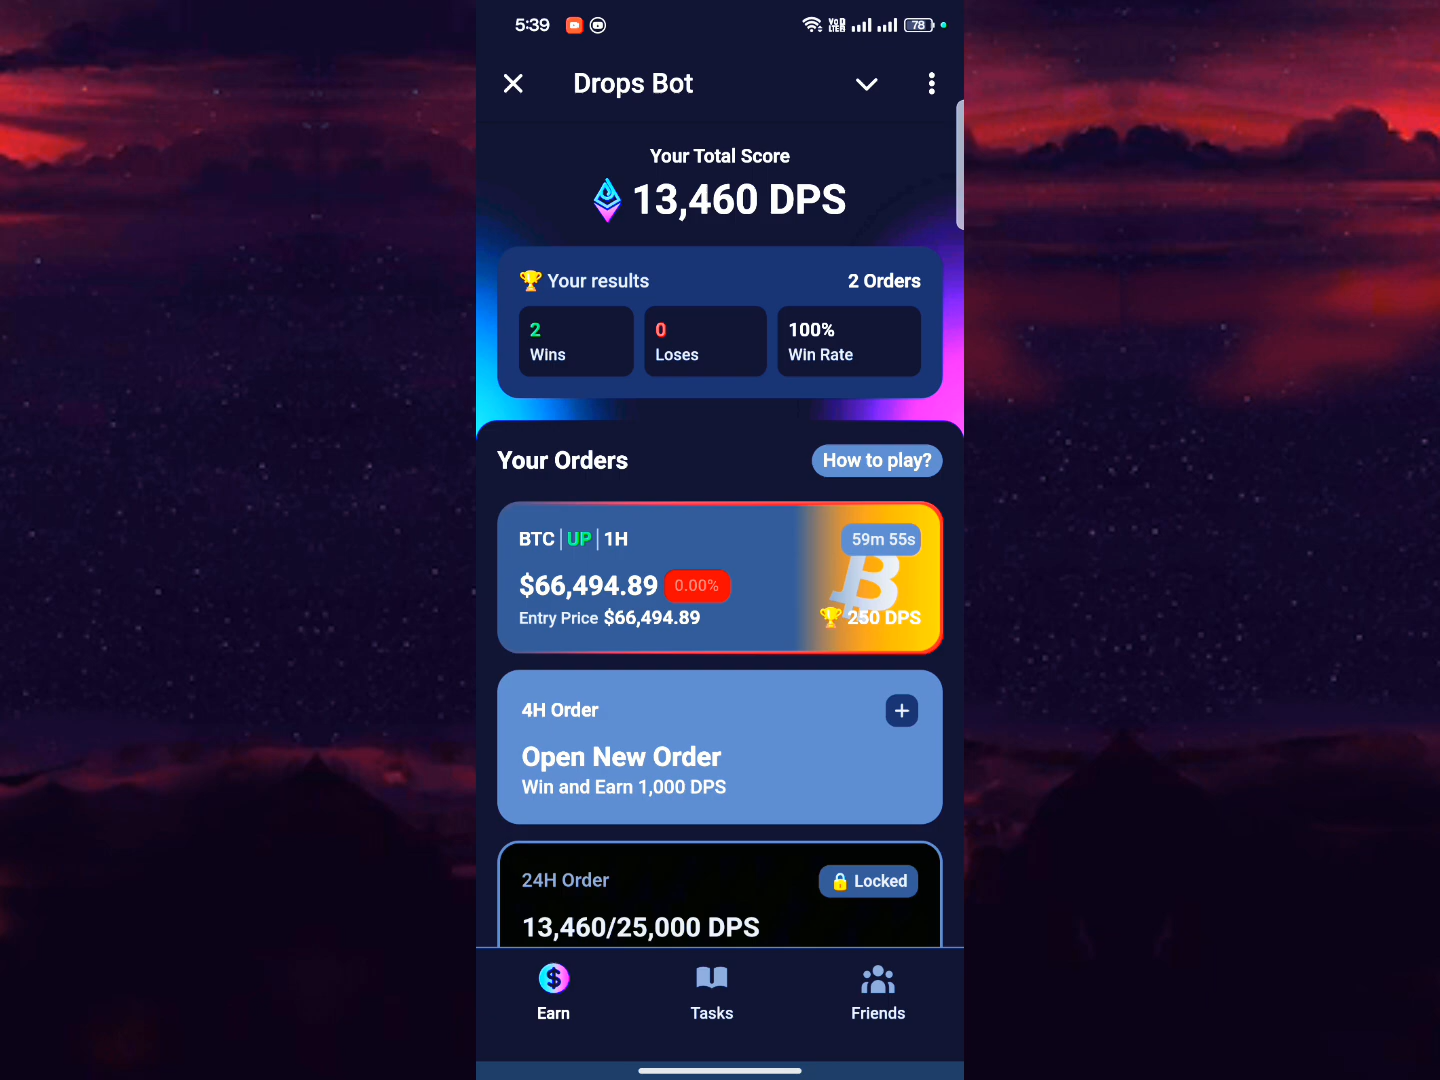 5:39
VoD
LTE1
78
Drops Bot
Your Total Score
13,460 DPS
Your results
2 Orders
2
Wins
0
Loses
100%
Win Rate
Your Orders
How to play?
BTC | UP | 1H
59m 55s
$66,494.89 0.00%
Entry Price $66,494.89
250 DPS
4H Order
+
Open New Order
Win and Earn 1,000 DPS
24H Order
Locked
13,460/25,000 DPS
Earn
Tasks
Friends